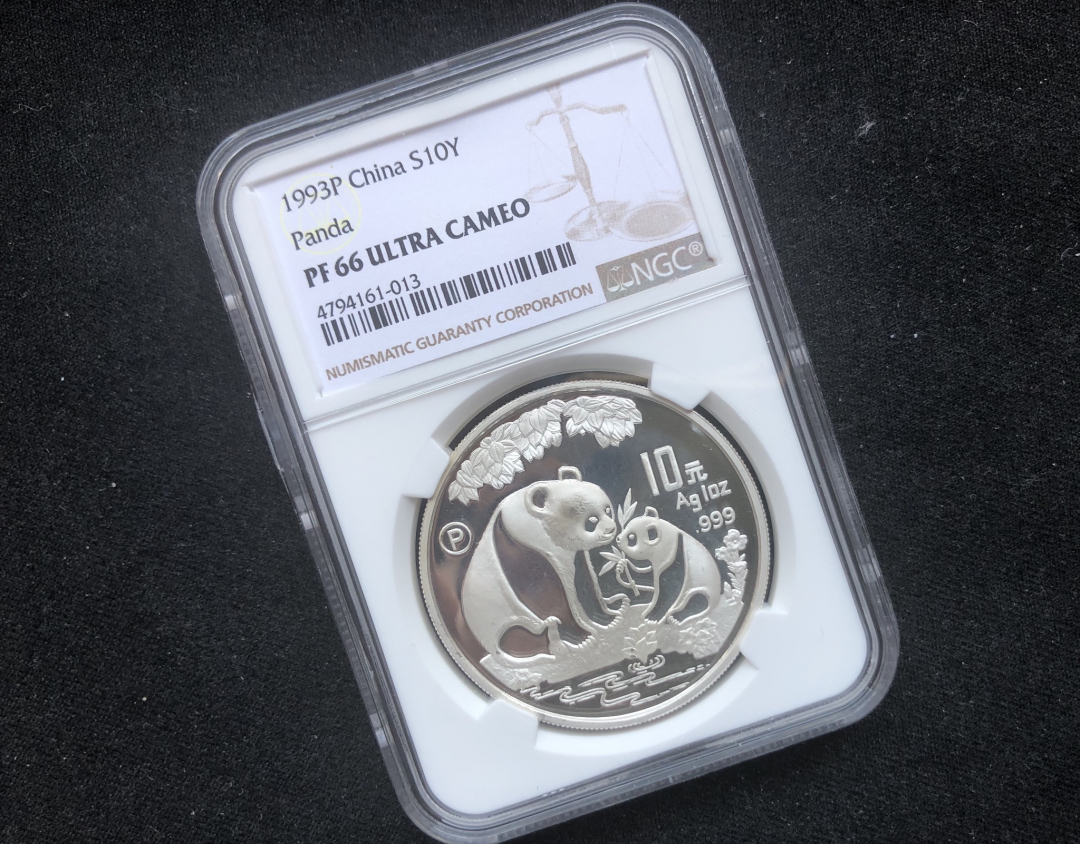 1993P China S10Y
Panda
PF 66 ULTRA CAMEO
4794161-013
NUMISMATIC GUARANTY CORPORATION
NGC®
10元
Ag 1oz
.999
P